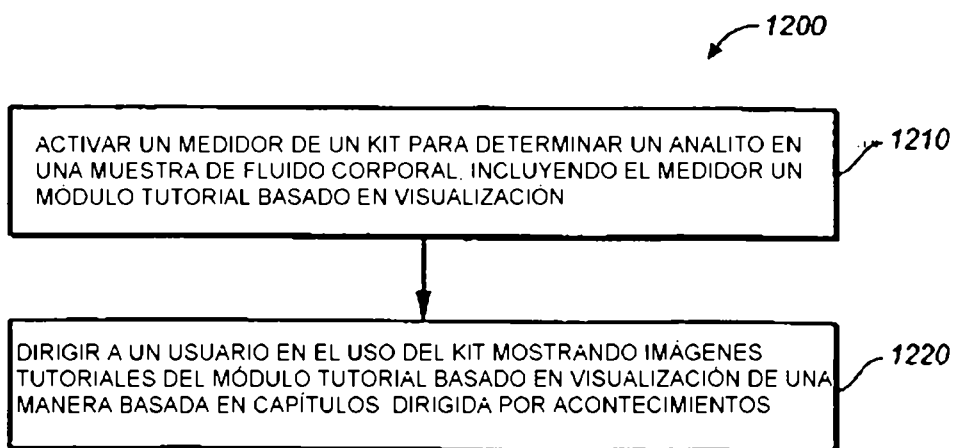 1200
ACTIVAR UN MEDIDOR DE UN KIT PARA DETERMINAR UN ANALITO EN
UNA MUESTRA DE FLUIDO CORPORAL, INCLUYENDO EL MEDIDOR UN
MÓDULO TUTORIAL BASADO EN VISUALIZACIÓN
1210
DIRIGIR A UN USUARIO EN EL USO DEL KIT MOSTRANDO IMÁGENES
TUTORIALES DEL MÓDULO TUTORIAL BASADO EN VISUALIZACIÓN DE UNA
MANERA BASADA EN CAPÍTULOS DIRIGIDA POR ACONTECIMIENTOS
1220